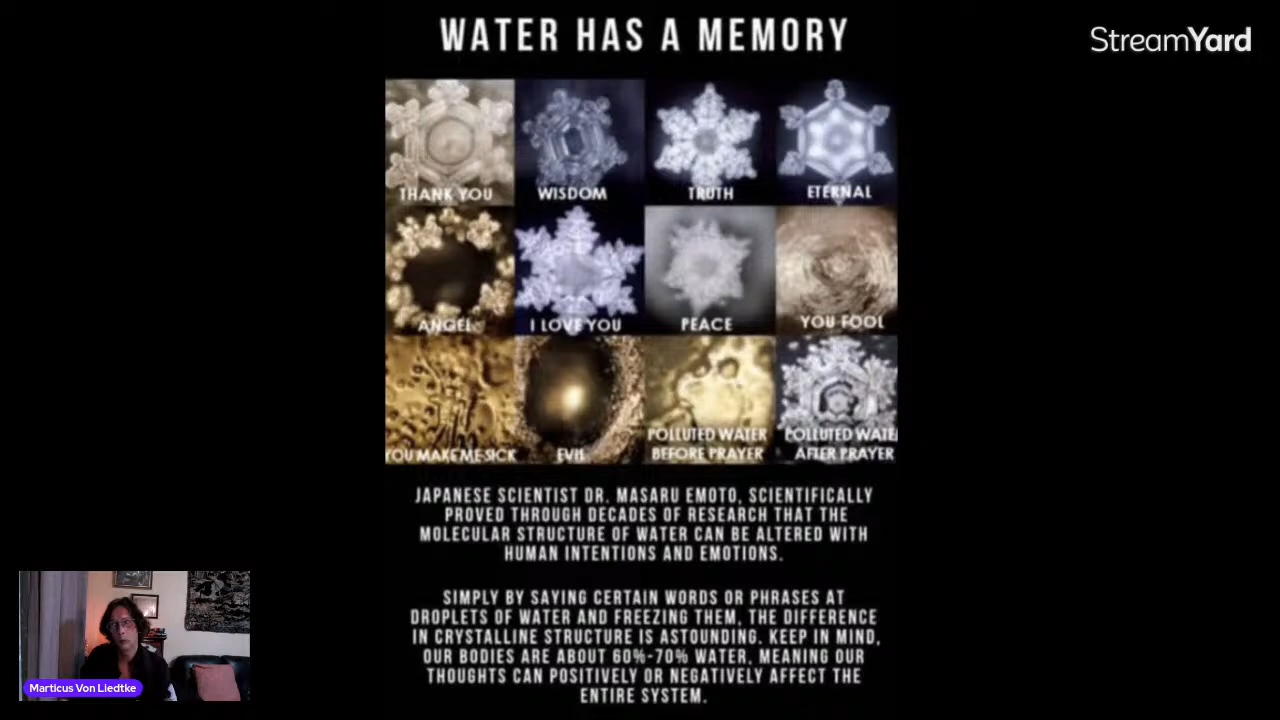 WATER HAS A MEMORY
StreamYard
THANK YOU
WISDOM
TRUTH
ETERNAL
ANGEL
I LOVE YOU
PEACE
YOU FOOL
YOU MAKE ME SICK
EVIL
POLLUTED WATER
BEFORE PRAYER
POLLUTED WATE
AFTER PRAYER
JAPANESE SCIENTIST DR. MASARU EMOTO, SCIENTIFICALLY
PROVED THROUGH DECADES OF RESEARCH THAT THE
MOLECULAR STRUCTURE OF WATER CAN BE ALTERED WITH
HUMAN INTENTIONS AND EMOTIONS.
SIMPLY BY SAYING CERTAIN WORDS OR PHRASES AT
DROPLETS OF WATER AND FREEZING THEM, THE DIFFERENCE
IN CRYSTALLINE STRUCTURE IS ASTOUNDING. KEEP IN MIND,
OUR BODIES ARE ABOUT 60%-70% WATER, MEANING OUR
THOUGHTS CAN POSITIVELY OR NEGATIVELY AFFECT THE
ENTIRE SYSTEM.
Marticus Von Liedtke